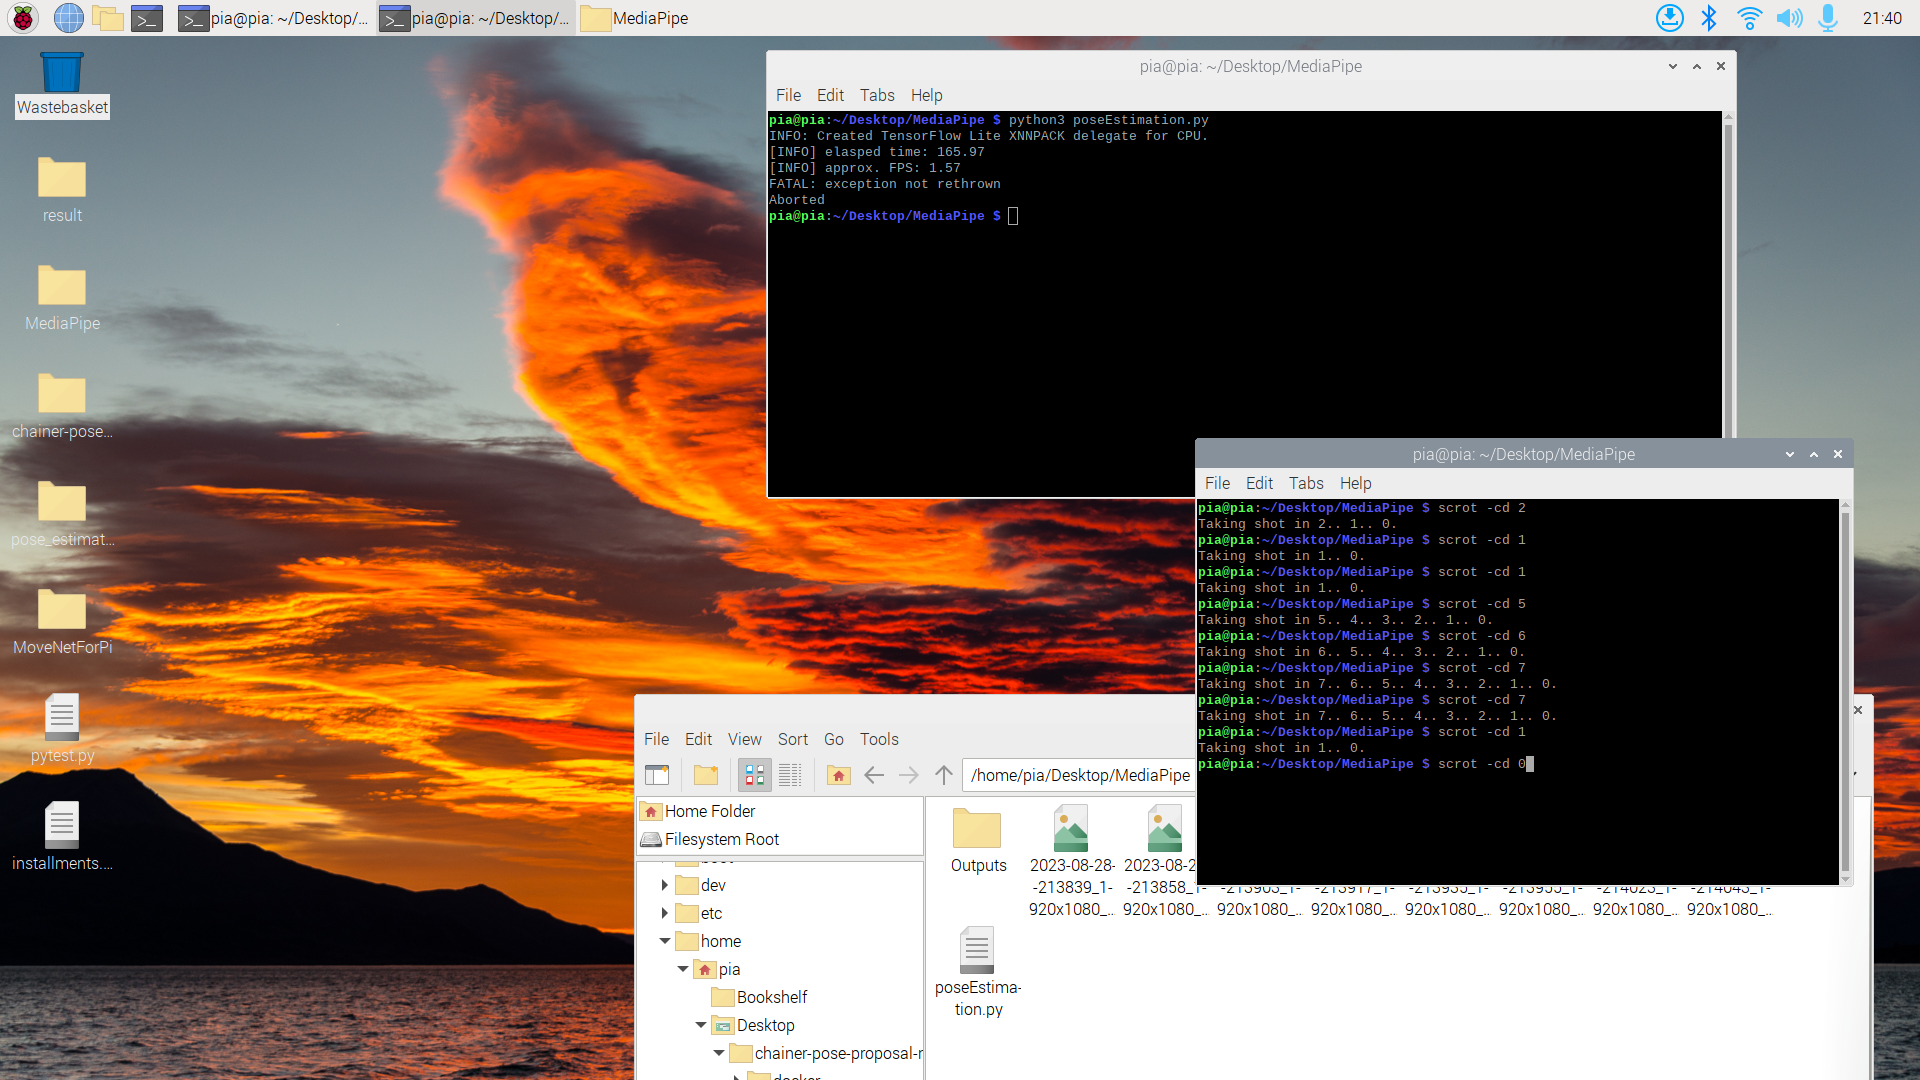 pia@pia: ~/Desktop/...
pia@pia: ~/Desktop/...
MediaPipe
21:40
Wastebasket
result
MediaPipe
chainer-pose...
pose_estimat...
MoveNetForPi
pytest.py
installments....
pia@pia: ~/Desktop/MediaPipe
File Edit Tabs Help
pia@pia:~/Desktop/MediaPipe $ python3 poseEstimation.py
INFO: Created TensorFlow Lite XNNPACK delegate for CPU.
[INFO] elasped time: 165.97
[INFO] approx. FPS: 1.57
FATAL: exception not rethrown
Aborted
pia@pia:~/Desktop/MediaPipe $
pia@pia: ~/Desktop/MediaPipe
File Edit Tabs Help
pia@pia:~/Desktop/MediaPipe $ scrot -cd 2
Taking shot in 2.. 1.. 0.
pia@pia:~/Desktop/MediaPipe $ scrot -cd 1
Taking shot in 1.. 0.
pia@pia:~/Desktop/MediaPipe $ scrot -cd 1
Taking shot in 1.. 0.
pia@pia:~/Desktop/MediaPipe $ scrot -cd 5
Taking shot in 5.. 4.. 3.. 2.. 1.. 0.
pia@pia:~/Desktop/MediaPipe $ scrot -cd 6
Taking shot in 6.. 5.. 4.. 3.. 2.. 1.. 0.
pia@pia:~/Desktop/MediaPipe $ scrot -cd 7
Taking shot in 7.. 6.. 5.. 4.. 3.. 2.. 1.. 0.
pia@pia:~/Desktop/MediaPipe $ scrot -cd 7
Taking shot in 7.. 6.. 5.. 4.. 3.. 2.. 1.. 0.
pia@pia:~/Desktop/MediaPipe $ scrot -cd 1
Taking shot in 1.. 0.
pia@pia:~/Desktop/MediaPipe $ scrot -cd 0
File Edit View Sort Go Tools
/home/pia/Desktop/MediaPipe
Home Folder
Filesystem Root
dev
etc
home
pia
Bookshelf
Desktop
chainer-pose-proposal-r
Outputs
2023-08-28-
-213839_1-
920x1080_...
2023-08-2
-213858_1-
920x1080_...
-213903_1-
920x1080_...
-213917_1-
920x1080_...
-213935_1-
920x1080_...
-213955_1-
920x1080_...
-214023_1-
920x1080_...
-214043_1-
920x1080_...
poseEstima-
tion.py